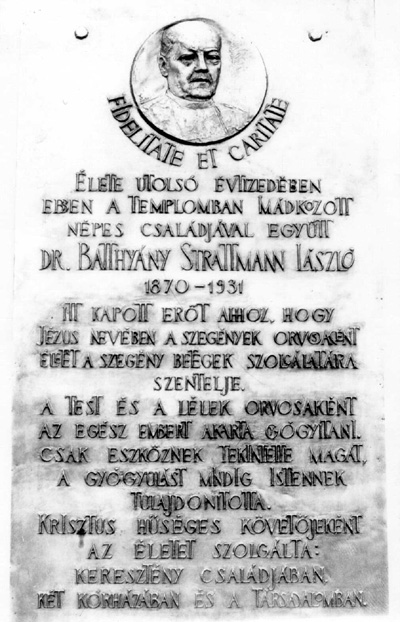 FIDELITATE ET CARITATE
ÉLETE UTOLSÓ ÉVTIZEDÉBEN
EBBEN A TEMPLOMBAN IMÁDKOZOTT
NÉPES CSALÁDJÁVAL EGYÜTT
DR. BATTHYÁNY STRATTMANN LÁSZLÓ
1870-1931
ITT KAPOTT ERŐT AHHOZ, HOGY
JÉZUS NEVÉBEN A SZEGÉNYEK ORVOSAKÉNT
ÉLETÉT A SZEGÉNY BETEGEK SZOLGÁLATÁRA
SZENTELJE.
A TEST ÉS A LÉLEK ORVOSAKÉNT
AZ EGÉSZ EMBERT AKARTA GYÓGYÍTANI.
CSAK ESZKÖZNEK TEKINTETTE MAGÁT,
A GYÓGYULÁST MINDIG ISTENNEK
TULAJDONÍTOTTA.
KRISZTUS HŰSÉGES KÖVETŐJEKÉNT
AZ ÉLETET SZOLGÁLTA:
KERESZTÉNY CSALÁDJÁBAN,
KÉT KÓRHÁZÁBAN ÉS A TÁRSADALOMBAN.